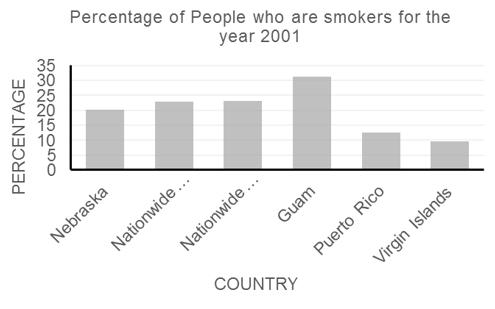 Percentage of People who are smokers for the
year 2001
PERCENTAGE
35
30
25
20
15
10
5
0
Nebraska
Nationwide...
Nationwide...
Guam
Puerto Rico
Virgin Islands
COUNTRY